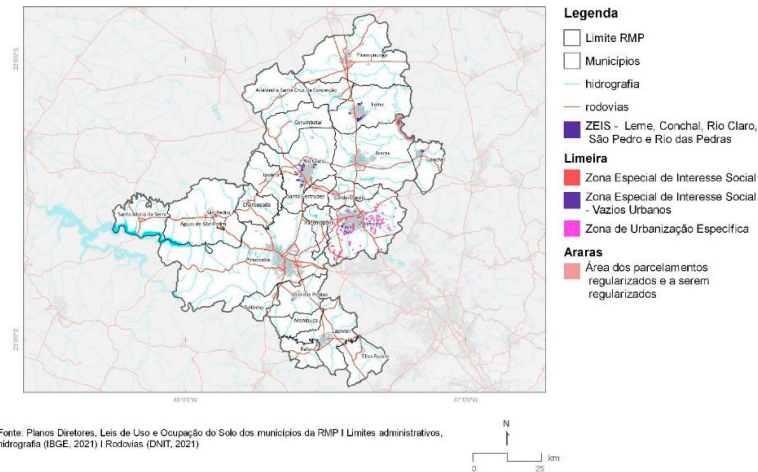 Legenda
Limite RMP
Municípios
hidrografia
rodovias
ZEIS - Leme, Conchal, Rio Claro,
São Pedro e Rio das Pedras
Limeira
Zona Especial de Interesse Social
Zona Especial de Interesse Social
- Vazios Urbanos
Zona de Urbanização Específica
Araras
Área dos parcelamentos
regularizados e a serem
regularizados
Pirassununga
Analândia
Santa Cruz da Conceição
Leme
Corumbataí
Araras
Conchal
Rio Claro
Ipeúna
Santa Gertrudes
Cordeirópolis
Charqueada
Iracemápolis
Limeira
Santa Maria da Serra
São Pedro
Águas de São Pedro
Piracicaba
Rio das Pedras
Saltinho
Mombuca
Capivari
Rafard
Elias Fausto
Fonte: Planos Diretores, Leis de Uso e Ocupação do Solo dos municípios da RMP I Limites administrativos,
hidrografia (IBGE, 2021) I Rodovias (DNIT, 2021)
N
km
0 25